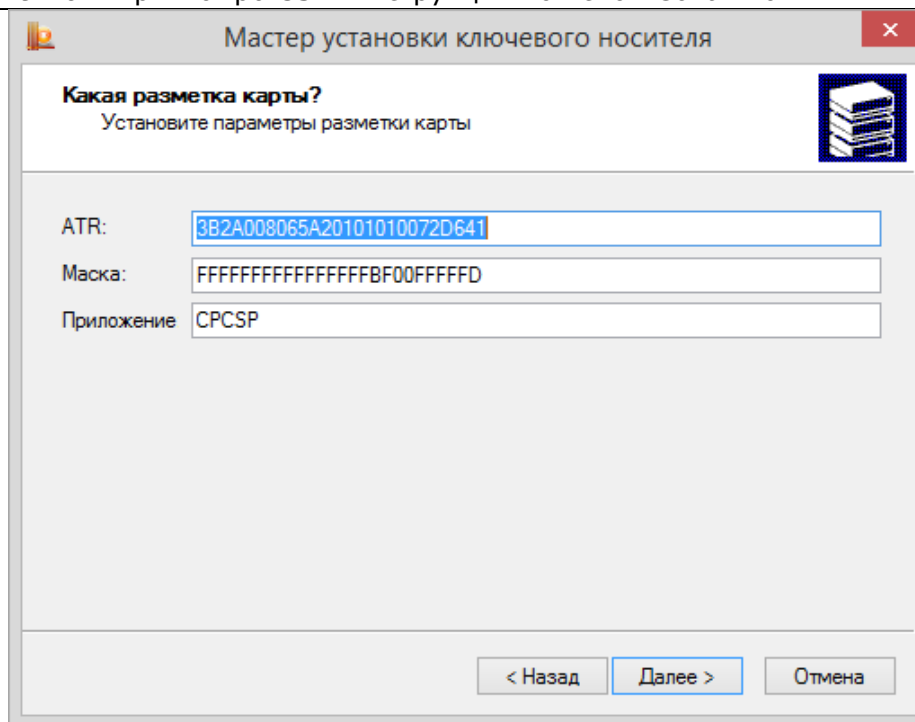 Мастер установки ключевого носителя
Какая разметка карты?
Установите параметры разметки карты
ATR: 3B2A008065A20101010072D641
Маска: FFFFFFFFFFFFFFFFBF00FFFFFD
Приложение CPCSP
< Назад Далее > Отмена